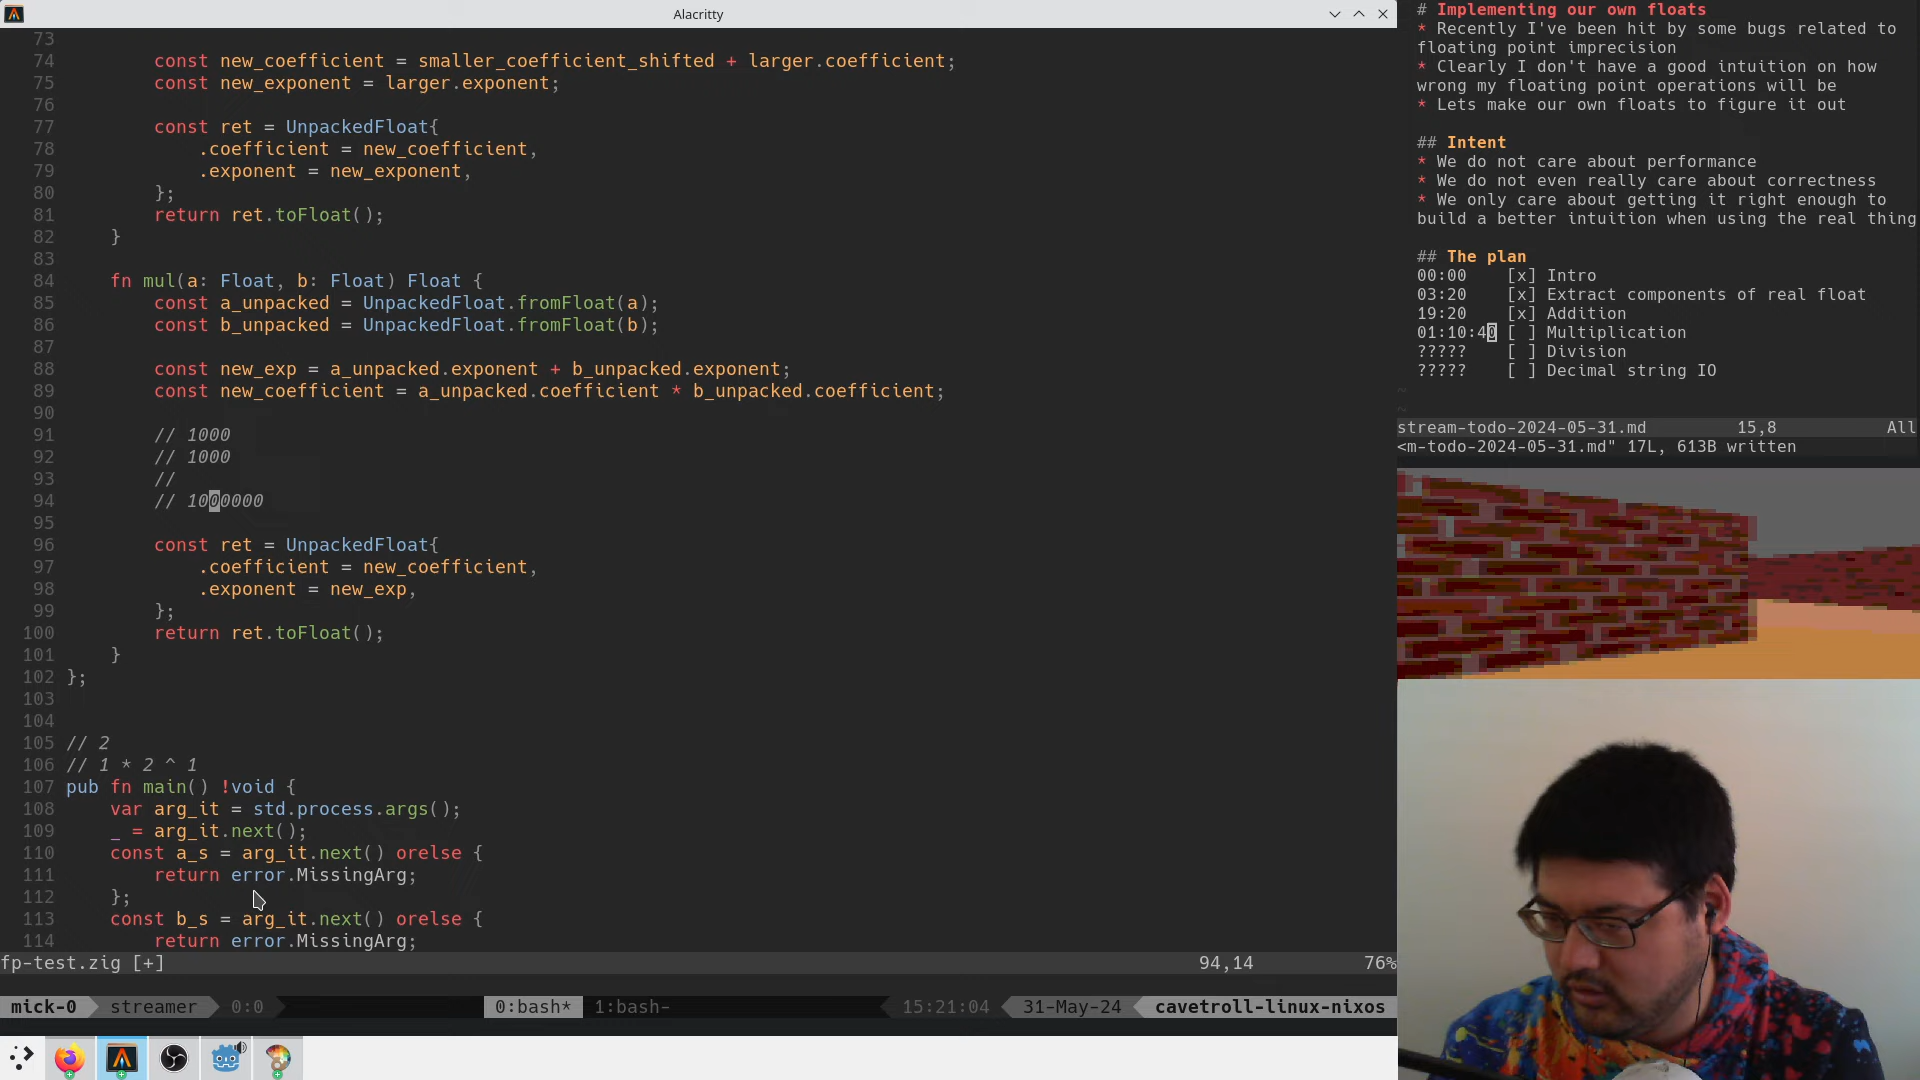 Alacritty
73
74 const new_coefficient = smaller_coefficient_shifted + larger.coefficient;
75 const new_exponent = larger.exponent;
76
77 const ret = UnpackedFloat{
78 .coefficient = new_coefficient,
79 .exponent = new_exponent,
80 };
81 return ret.toFloat();
82 }
83
84 fn mul(a: Float, b: Float) Float {
85 const a_unpacked = UnpackedFloat.fromFloat(a);
86 const b_unpacked = UnpackedFloat.fromFloat(b);
87
88 const new_exp = a_unpacked.exponent + b_unpacked.exponent;
89 const new_coefficient = a_unpacked.coefficient * b_unpacked.coefficient;
90
91 // 1000
92 // 1000
93 //
94 // 1000000
95
96 const ret = UnpackedFloat{
97 .coefficient = new_coefficient,
98 .exponent = new_exp,
99 };
100 return ret.toFloat();
101 }
102 };
103
104
105 // 2
106 // 1 * 2 ^ 1
107 pub fn main() !void {
108 var arg_it = std.process.args();
109 _ = arg_it.next();
110 const a_s = arg_it.next() orelse {
111 return error.MissingArg;
112 };
113 const b_s = arg_it.next() orelse {
114 return error.MissingArg;
fp-test.zig [+] 94,14 76%
mick-0 streamer 0:0 0:bash* 1:bash- 15:21:04 31-May-24 cavetroll-linux-nixos
# Implementing our own floats
* Recently I've been hit by some bugs related to
floating point imprecision
* Clearly I don't have a good intuition on how
wrong my floating point operations will be
* Lets make our own floats to figure it out
## Intent
* We do not care about performance
* We do not even really care about correctness
* We only care about getting it right enough to
build a better intuition when using the real thing
## The plan
00:00 [x] Intro
03:20 [x] Extract components of real float
19:20 [x] Addition
01:10:40 [ ] Multiplication
????? [ ] Division
????? [ ] Decimal string IO
~
~
stream-todo-2024-05-31.md 15,8 All
<m-todo-2024-05-31.md" 17L, 613B written